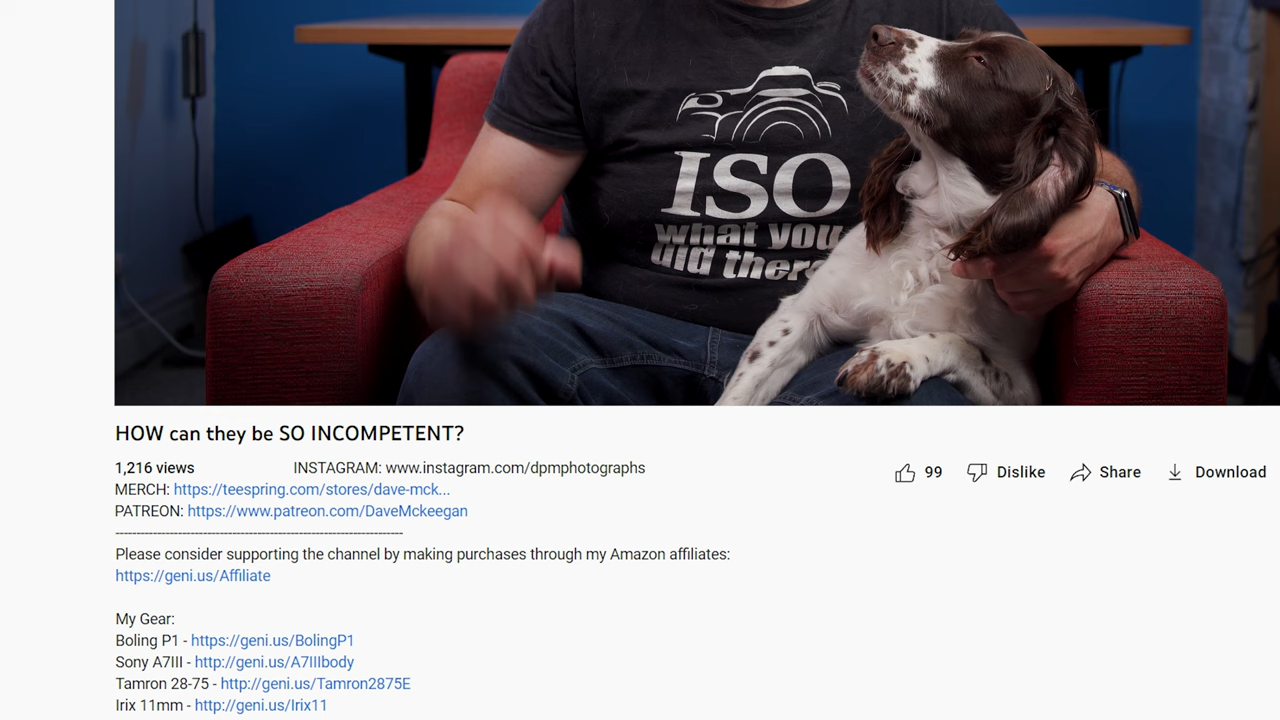 ISO
what you
did there
HOW can they be SO INCOMPETENT?
1,216 views INSTAGRAM: www.instagram.com/dpmphotographs
99 Dislike Share Download
MERCH: https://teespring.com/stores/dave-mck...
PATREON: https://www.patreon.com/DaveMckeegan
-------------------------------------------------------------------
Please consider supporting the channel by making purchases through my Amazon affiliates:
https://geni.us/Affiliate
My Gear:
Boling P1 - https://geni.us/BolingP1
Sony A7III - http://geni.us/A7IIIbody
Tamron 28-75 - http://geni.us/Tamron2875E
Irix 11mm - http://geni.us/Irix11